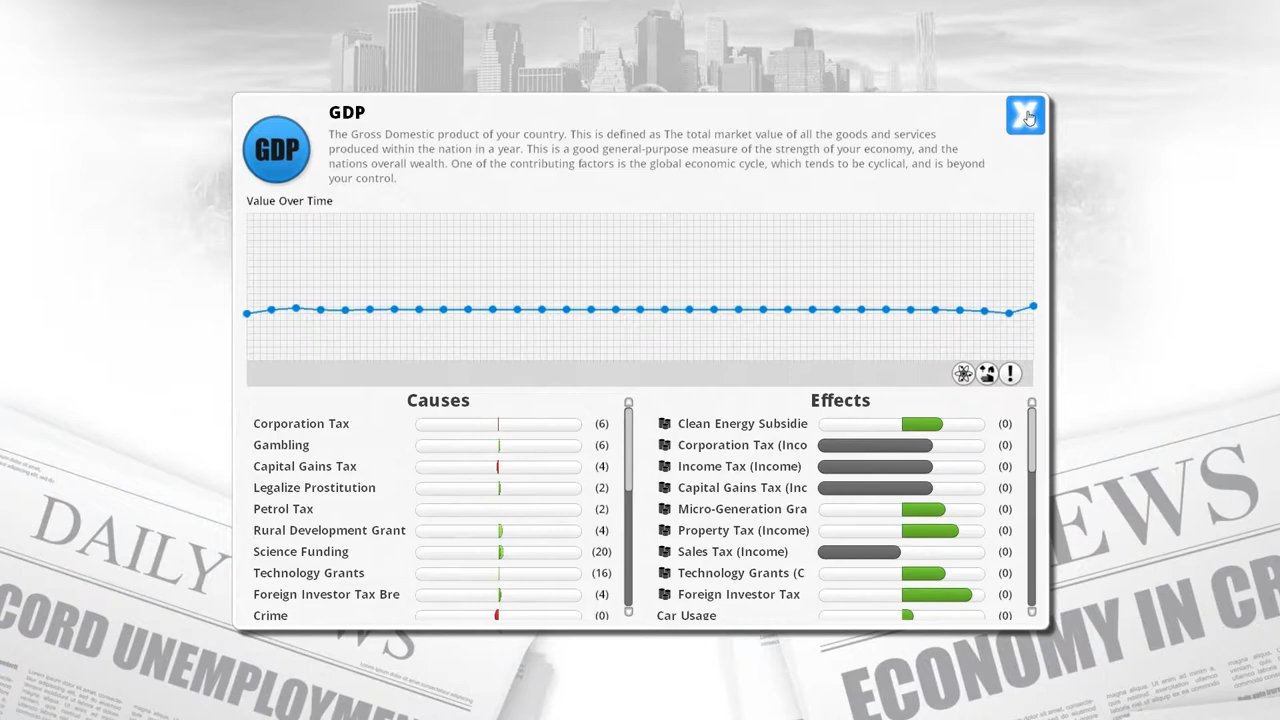 GDP
GDP
The Gross Domestic product of your country. This is defined as The total market value of all the goods and services
produced within the nation in a year. This is a good general-purpose measure of the strength of your economy, and the
nations overall wealth. One of the contributing factors is the global economic cycle, which tends to be cyclical, and is beyond
your control.
X
Value Over Time
!
Causes
Corporation Tax (6)
Gambling (6)
Capital Gains Tax (4)
Legalize Prostitution (2)
Petrol Tax (2)
Rural Development Grant (4)
Science Funding (20)
Technology Grants (16)
Foreign Investor Tax Bre (4)
Crime (0)
Effects
Clean Energy Subsidie (0)
Corporation Tax (Inco (0)
Income Tax (Income) (0)
Capital Gains Tax (Inc (0)
Micro-Generation Gra (0)
Property Tax (Income) (0)
Sales Tax (Income) (0)
Technology Grants (C (0)
Foreign Investor Tax (0)
Car Usage (0)
DAILY
WS
CORD UNEMPLOYME
EWS
ECONOMY IN CR